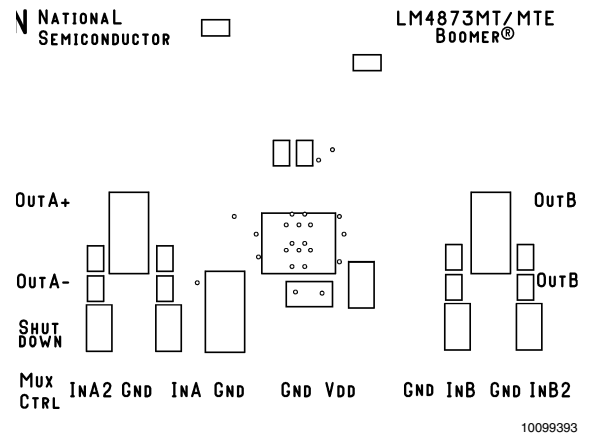 N NATIONAL
SEMICONDUCTOR
LM4873MT/MTE
BOOMER®
OUTA+
OUTB
OUTA-
OUTB
SHUT
DOWN
MUX
CTRL
INA2 GND INA GND GND VDD GND INB GND INB2
10099393